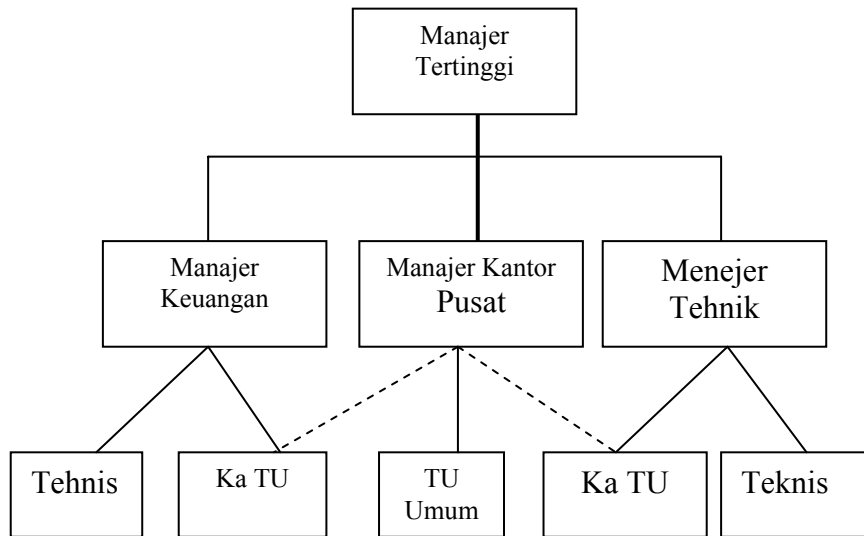 Manajer
Tertinggi
Manajer
Keuangan
Manajer Kantor
Pusat
Menejer
Tehnik
Tehnis
Ka TU
TU
Umum
Ka TU
Teknis